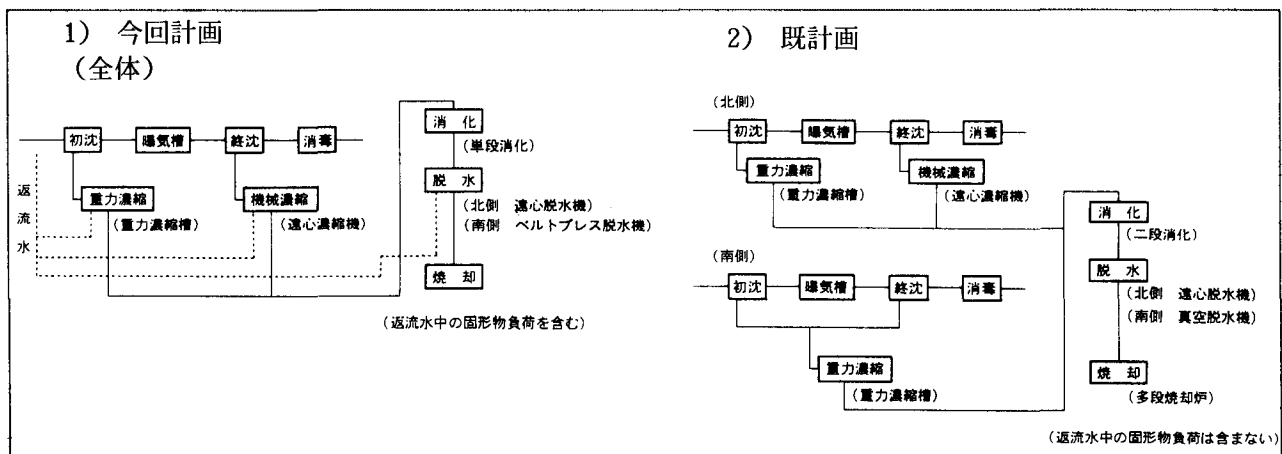 1) 今回計画
(全体)
初沈
曝気槽
終沈
消毒
返流水
重力濃縮
(重力濃縮槽)
機械濃縮
(遠心濃縮機)
消 化
(単段消化)
脱 水
(北側 遠心脱水機)
(南側 ベルトプレス脱水機)
焼 却
(返流水中の固形物負荷を含む)
2) 既計画
(北側)
初沈
曝気槽
終沈
消毒
重力濃縮
(重力濃縮槽)
機械濃縮
(遠心濃縮機)
(南側)
初沈
曝気槽
終沈
消毒
重力濃縮
(重力濃縮槽)
消 化
(二段消化)
脱 水
(北側 遠心脱水機)
(南側 真空脱水機)
焼 却
(多段焼却炉)
(返流水中の固形物負荷は含まない)